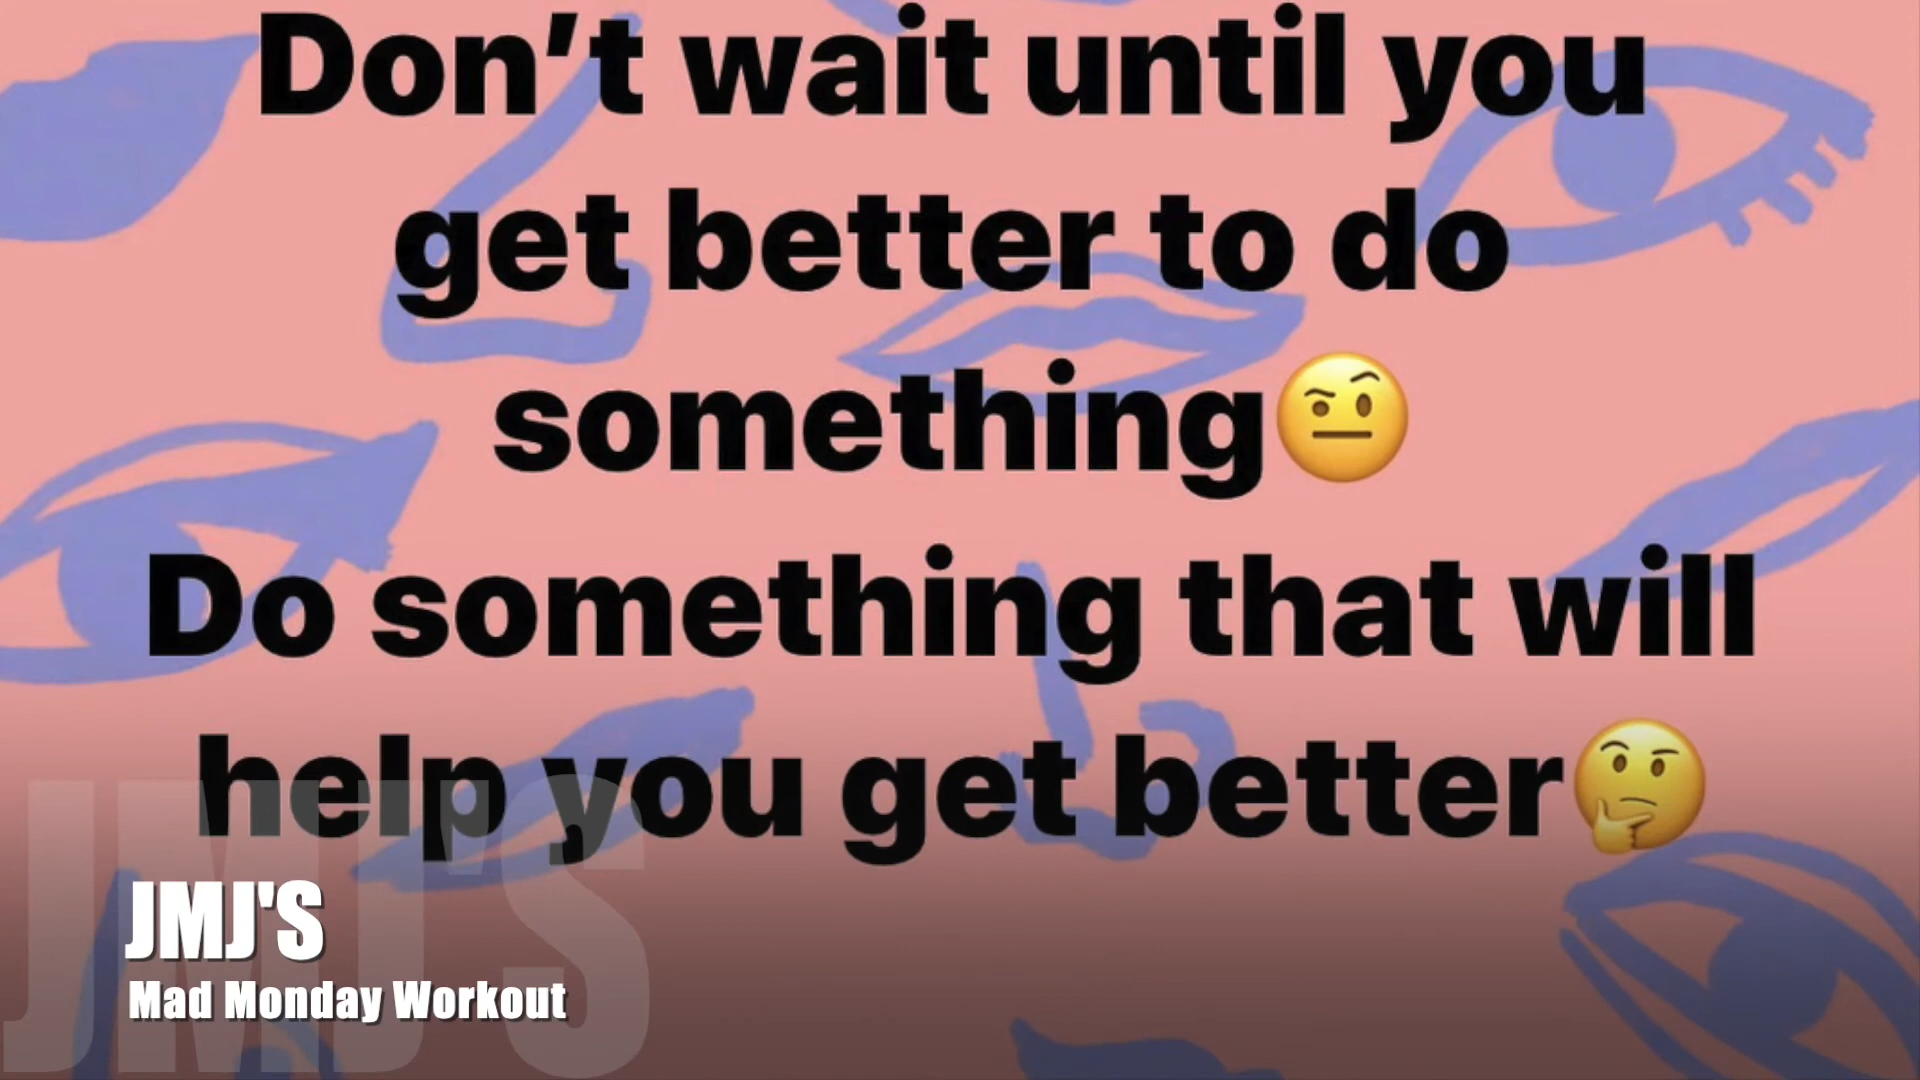 Don’t wait until you
get better to do
something🤨
Do something that will
help you get better🤔
JMJ'S
JMJ'S
Mad Monday Workout